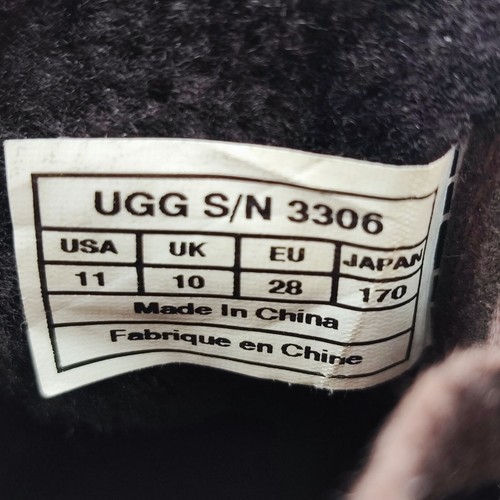 UGG S/N 3306
USA UK EU JAPAN
11 10 28 170
Made In China
Fabrique en Chine